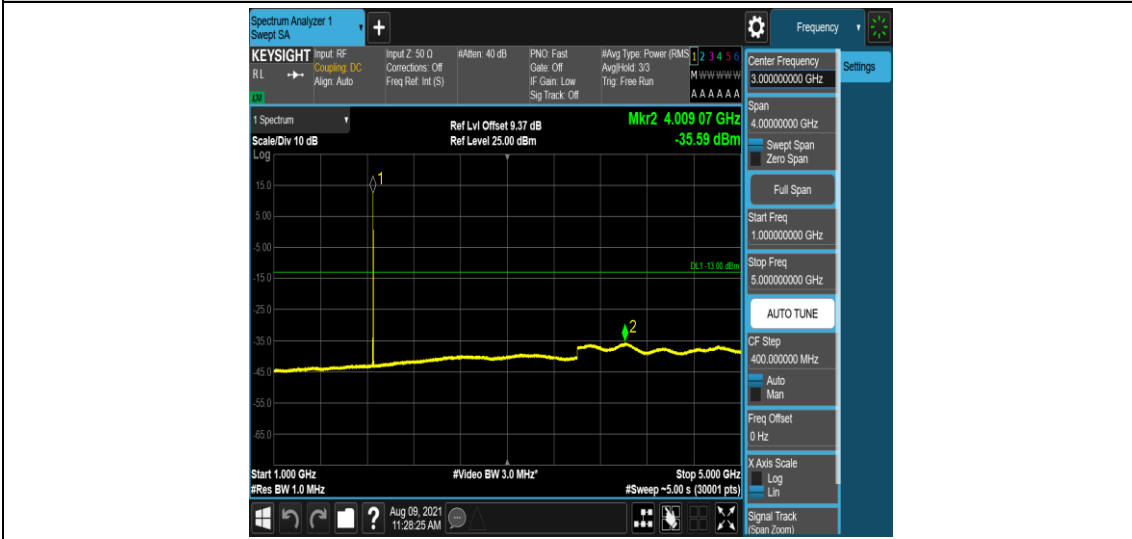 Spectrum Analyzer 1
Swept SA
+
Frequency
KEYSIGHT
RL
Input: RF
Coupling: DC
Align: Auto
Input Z: 50 Ω
Corrections: Off
Freq Ref: Int (S)
#Atten: 40 dB
PNO: Fast
Gate: Off
IF Gain: Low
Sig Track: Off
#Avg Type: Power (RMS
Avg|Hold: 3/3
Trig: Free Run
1 2 3 4 5 6
M W W W W W
A A A A A A
1 Spectrum
Scale/Div 10 dB
Log
Ref Lvl Offset 9.37 dB
Ref Level 25.00 dBm
Mkr2 4.009 07 GHz
-35.59 dBm
15.0
5.00
-5.00
-15.0
-25.0
-35.0
-45.0
-55.0
-65.0
1
DL1 -13.00 dBm
2
Start 1.000 GHz
#Res BW 1.0 MHz
#Video BW 3.0 MHz*
Stop 5.000 GHz
#Sweep ~5.00 s (30001 pts)
Center Frequency
3.000000000 GHz
Span
4.00000000 GHz
Swept Span
Zero Span
Full Span
Start Freq
1.000000000 GHz
Stop Freq
5.000000000 GHz
AUTO TUNE
CF Step
400.000000 MHz
Auto
Man
Freq Offset
0 Hz
X Axis Scale
Log
Lin
Signal Track
(Span Zoom)
Settings
?
Aug 09, 2021
11:28:25 AM